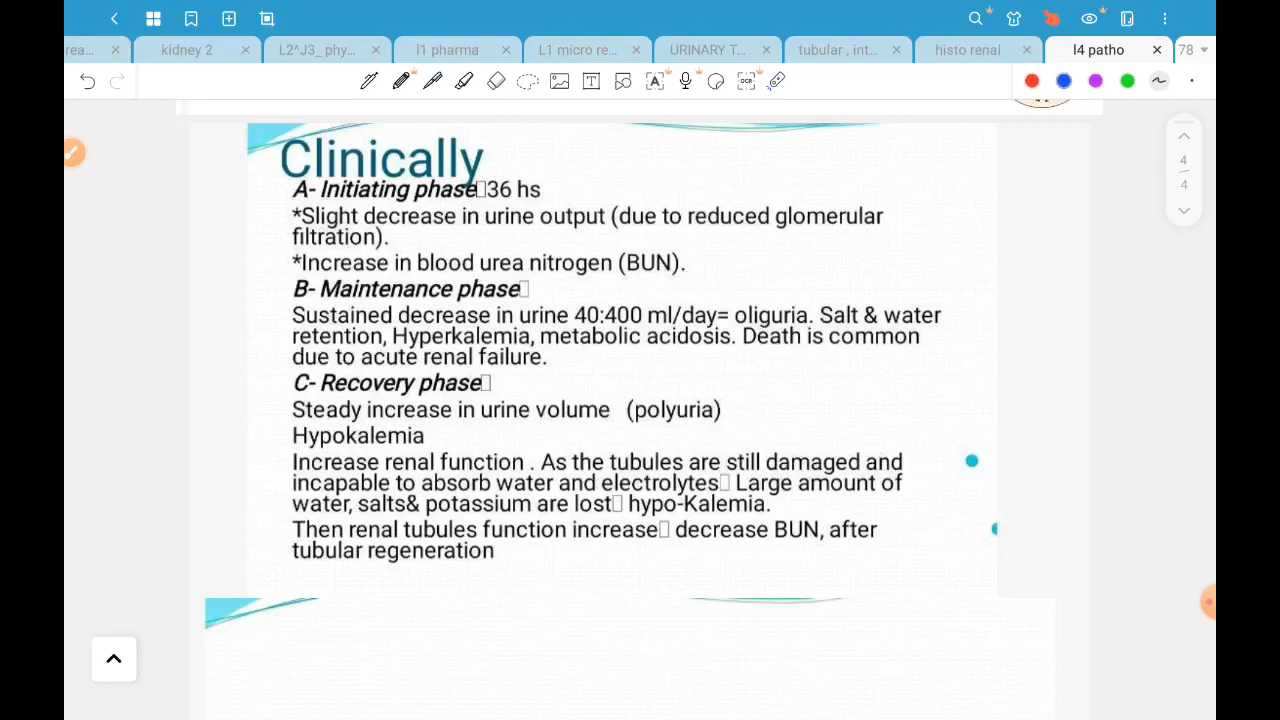 rea...
kidney 2
L2^J3_ phy...
l1 pharma
L1 micro re...
URINARY T...
tubular , int...
histo renal
l4 patho
78
OCR
4
4
Clinically
A- Initiating phase 36 hs
*Slight decrease in urine output (due to reduced glomerular
filtration).
*Increase in blood urea nitrogen (BUN).
B- Maintenance phase
Sustained decrease in urine 40:400 ml/day= oliguria. Salt & water
retention, Hyperkalemia, metabolic acidosis. Death is common
due to acute renal failure.
C- Recovery phase
Steady increase in urine volume (polyuria)
Hypokalemia
Increase renal function . As the tubules are still damaged and
incapable to absorb water and electrolytes Large amount of
water, salts& potassium are lost hypo-Kalemia.
Then renal tubules function increase decrease BUN, after
tubular regeneration